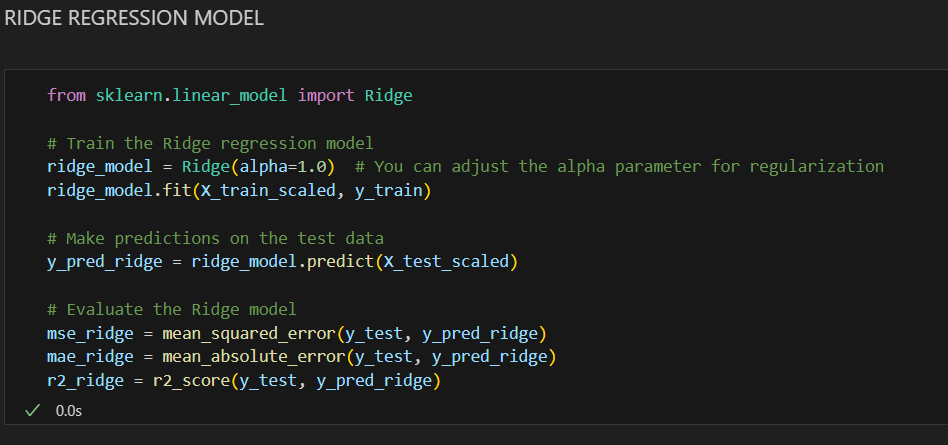 RIDGE REGRESSION MODEL
from sklearn.linear_model import Ridge
# Train the Ridge regression model
ridge_model = Ridge(alpha=1.0)  # You can adjust the alpha parameter for regularization
ridge_model.fit(X_train_scaled, y_train)
# Make predictions on the test data
y_pred_ridge = ridge_model.predict(X_test_scaled)
# Evaluate the Ridge model
mse_ridge = mean_squared_error(y_test, y_pred_ridge)
mae_ridge = mean_absolute_error(y_test, y_pred_ridge)
r2_ridge = r2_score(y_test, y_pred_ridge)
0.0s